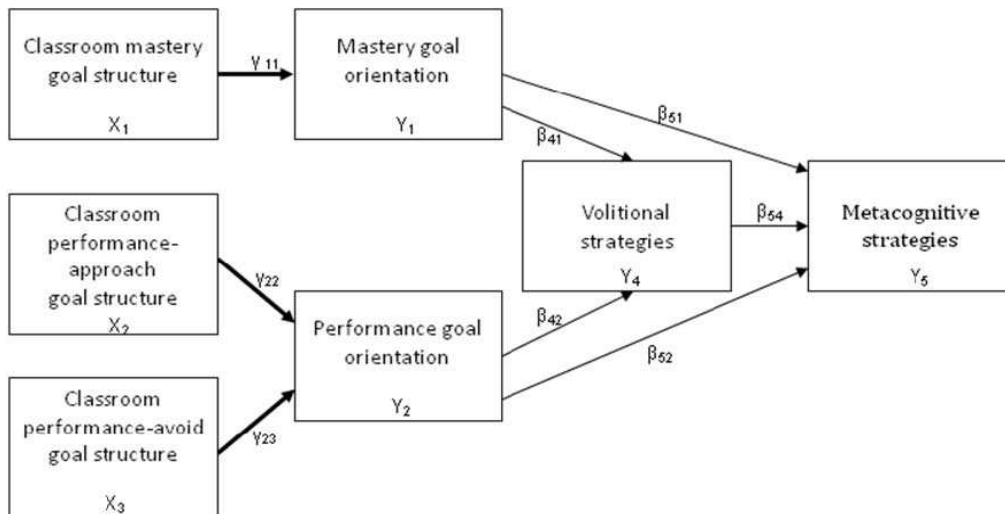 Classroom mastery
goal structure
X₁
γ 11
Mastery goal
orientation
Y₁
β₅₁
β₄₁
Classroom
performance-
approach
goal structure
X₂
γ₂₂
Volitional
strategies
Y₄
β₅₄
Metacognitive
strategies
Y₅
β₄₂
β₅₂
Performance goal
orientation
Y₂
Classroom
performance-avoid
goal structure
X₃
γ₂₃